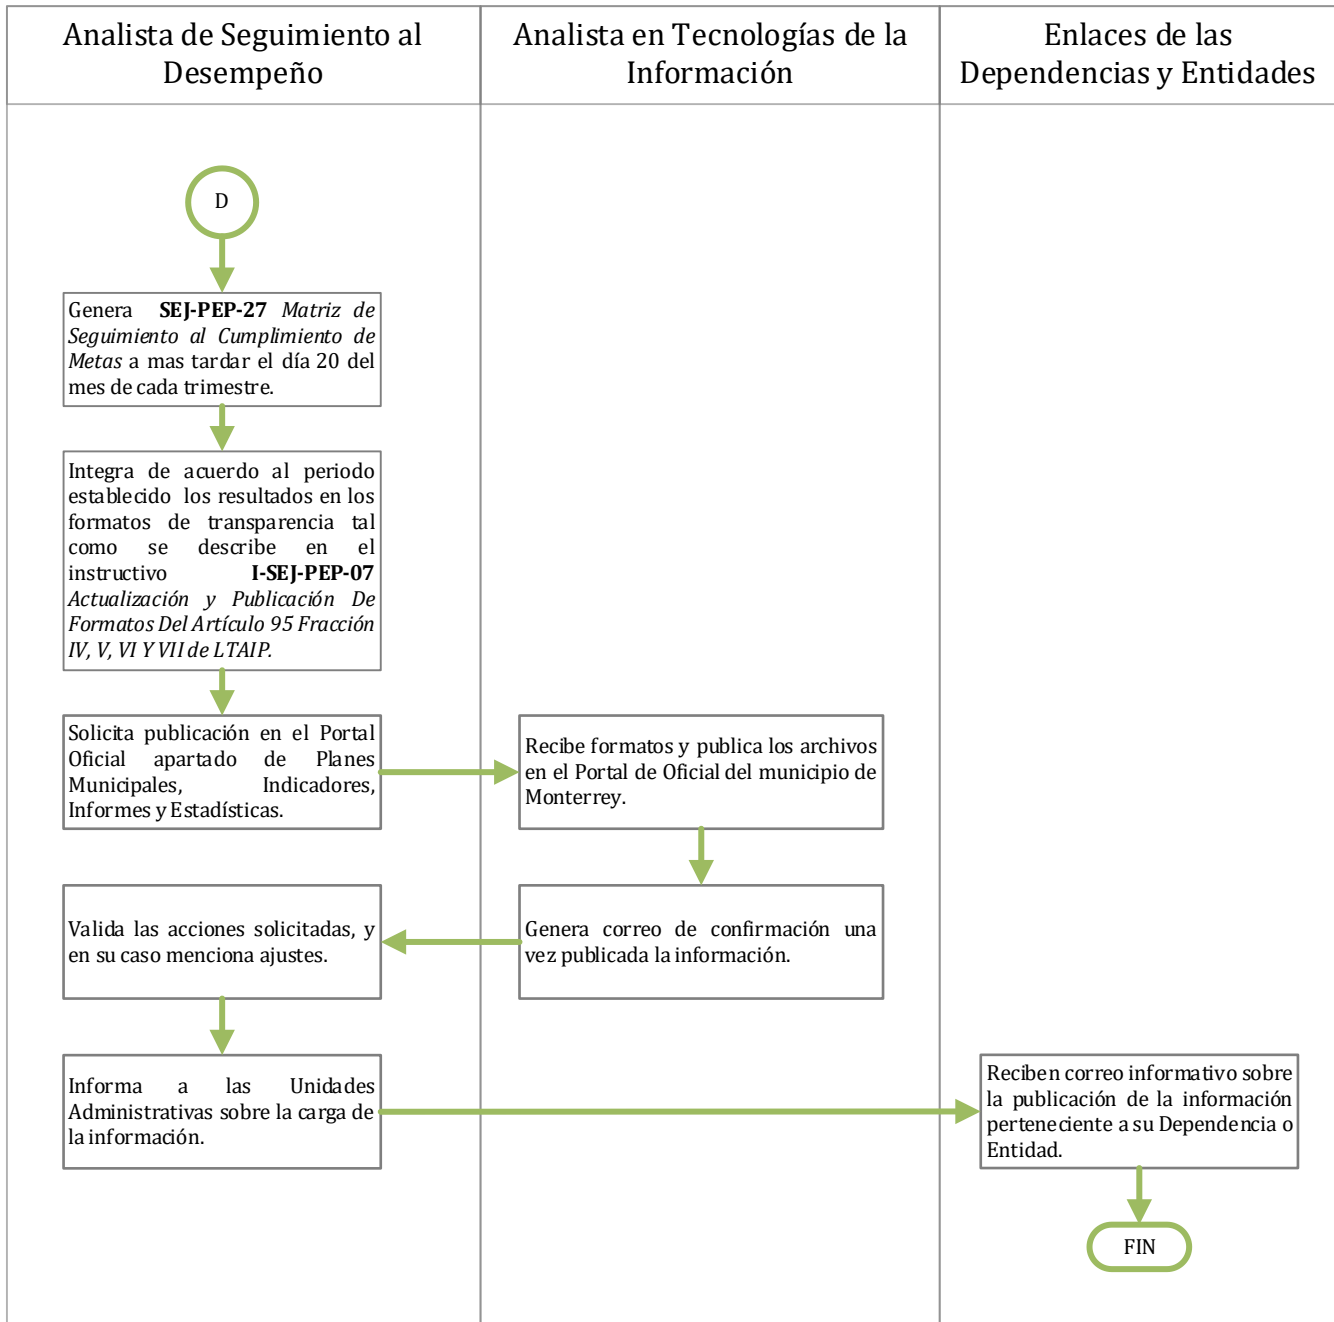 Analista de Seguimiento al
Desempeño
Analista en Tecnologías de la
Información
Enlaces de las
Dependencias y Entidades
D
Genera SEJ-PEP-27 Matriz de
Seguimiento al Cumplimiento de
Metas a mas tardar el día 20 del
mes de cada trimestre.
Integra de acuerdo al periodo
establecido los resultados en los
formatos de transparencia tal
como se describe en el
instructivo I-SEJ-PEP-07
Actualización y Publicación De
Formatos Del Artículo 95 Fracción
IV, V, VI Y VII de LTAIP.
Solicita publicación en el Portal
Oficial apartado de Planes
Municipales, Indicadores,
Informes y Estadísticas.
Recibe formatos y publica los archivos
en el Portal de Oficial del municipio de
Monterrey.
Genera correo de confirmación una
vez publicada la información.
Valida las acciones solicitadas, y
en su caso menciona ajustes.
Informa a las Unidades
Administrativas sobre la carga de
la información.
Reciben correo informativo sobre
la publicación de la información
perteneciente a su Dependencia o
Entidad.
FIN